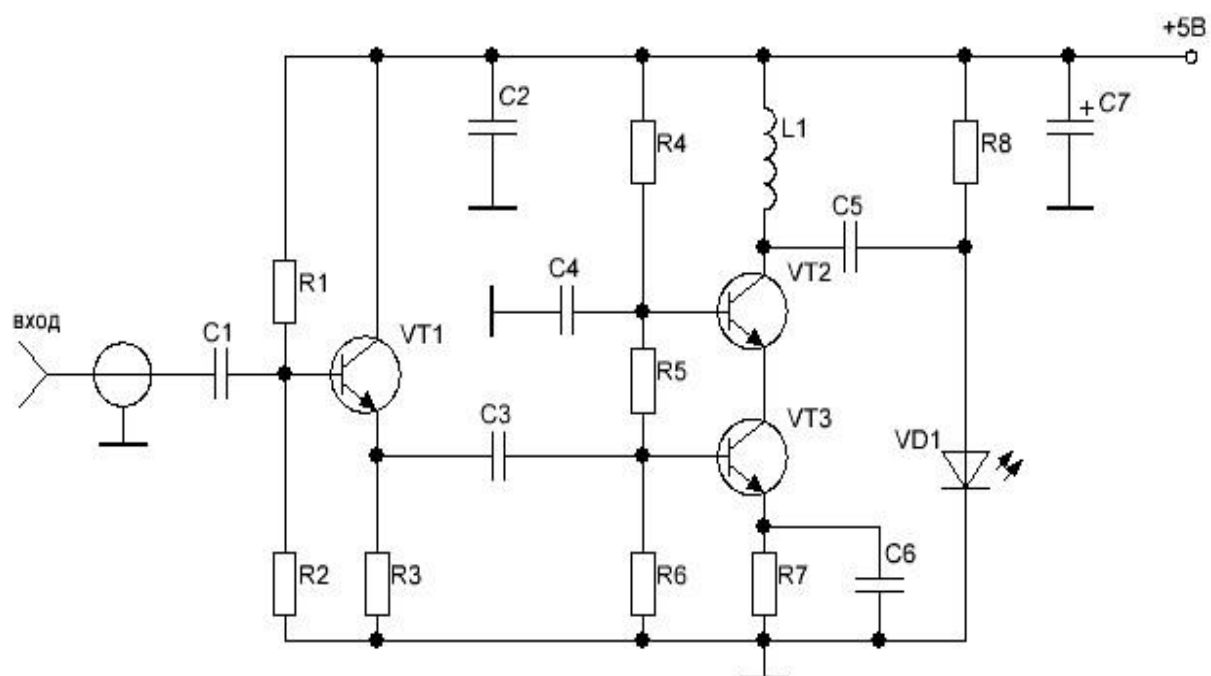 +5В
C2
+ C7
R4
L1
R8
C5
C4
VT2
R1
вход
C1
VT1
R5
C3
VT3
VD1
R2
R3
R6
R7
C6